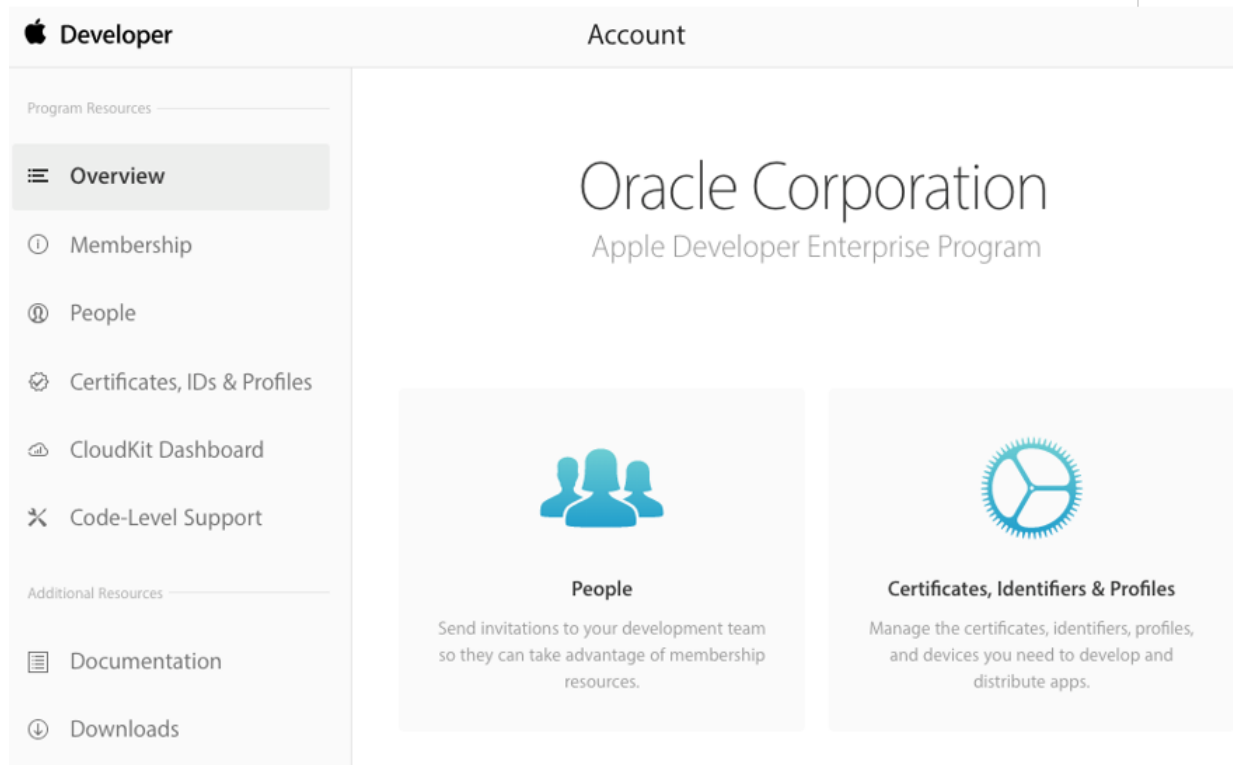 Developer
Account
Program Resources
Overview
Membership
People
Certificates, IDs & Profiles
CloudKit Dashboard
Code-Level Support
Additional Resources
Documentation
Downloads
Oracle Corporation
Apple Developer Enterprise Program
People
Send invitations to your development team
so they can take advantage of membership
resources.
Certificates, Identifiers & Profiles
Manage the certificates, identifiers, profiles,
and devices you need to develop and
distribute apps.